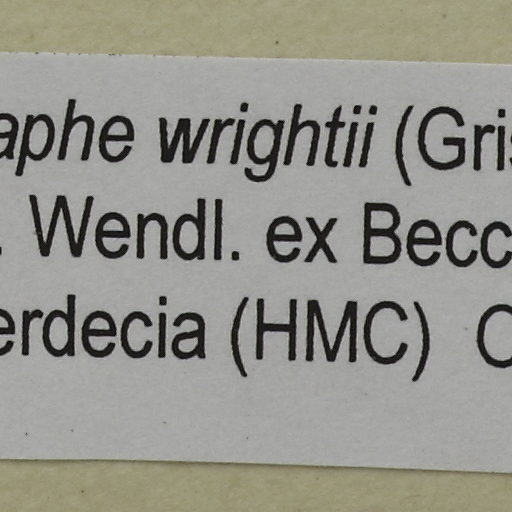 aphe wrightii (Gris
. Wendl. ex Becc
erdecia (HMC) C